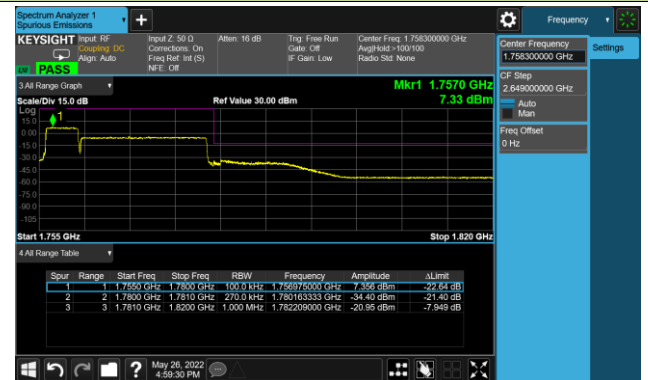 Spectrum Analyzer 1
Spurious Emissions
Frequency
KEYSIGHT
Input: RF
Coupling: DC
Align: Auto
Input Z: 50 Ω
Corrections: On
Freq Ref: Int (S)
NFE: Off
Atten: 16 dB
Trig: Free Run
Gate: Off
IF Gain: Low
Center Freq: 1.758300000 GHz
Avg|Hold:>100/100
Radio Std: None
PASS
Center Frequency
1.758300000 GHz
Settings
CF Step
2.649000000 GHz
Auto
Man
Freq Offset
0 Hz
3 All Range Graph
Mkr1 1.7570 GHz
Scale/Div 15.0 dB
Ref Value 30.00 dBm
7.33 dBm
Log
1
15.0
0.00
-15.0
-30.0
-45.0
-60.0
-75.0
-90.0
-105
Start 1.755 GHz
Stop 1.820 GHz
4 All Range Table
Spur Range Start Freq Stop Freq RBW Frequency Amplitude ΔLimit
1 1 1.7550 GHz 1.7800 GHz 100.0 kHz 1.756975000 GHz 7.356 dBm -22.64 dB
2 2 1.7800 GHz 1.7810 GHz 270.0 kHz 1.780163333 GHz -34.40 dBm -21.40 dB
3 3 1.7810 GHz 1.8200 GHz 1.000 MHz 1.782209000 GHz -20.95 dBm -7.949 dB
May 26, 2022
4:59:30 PM